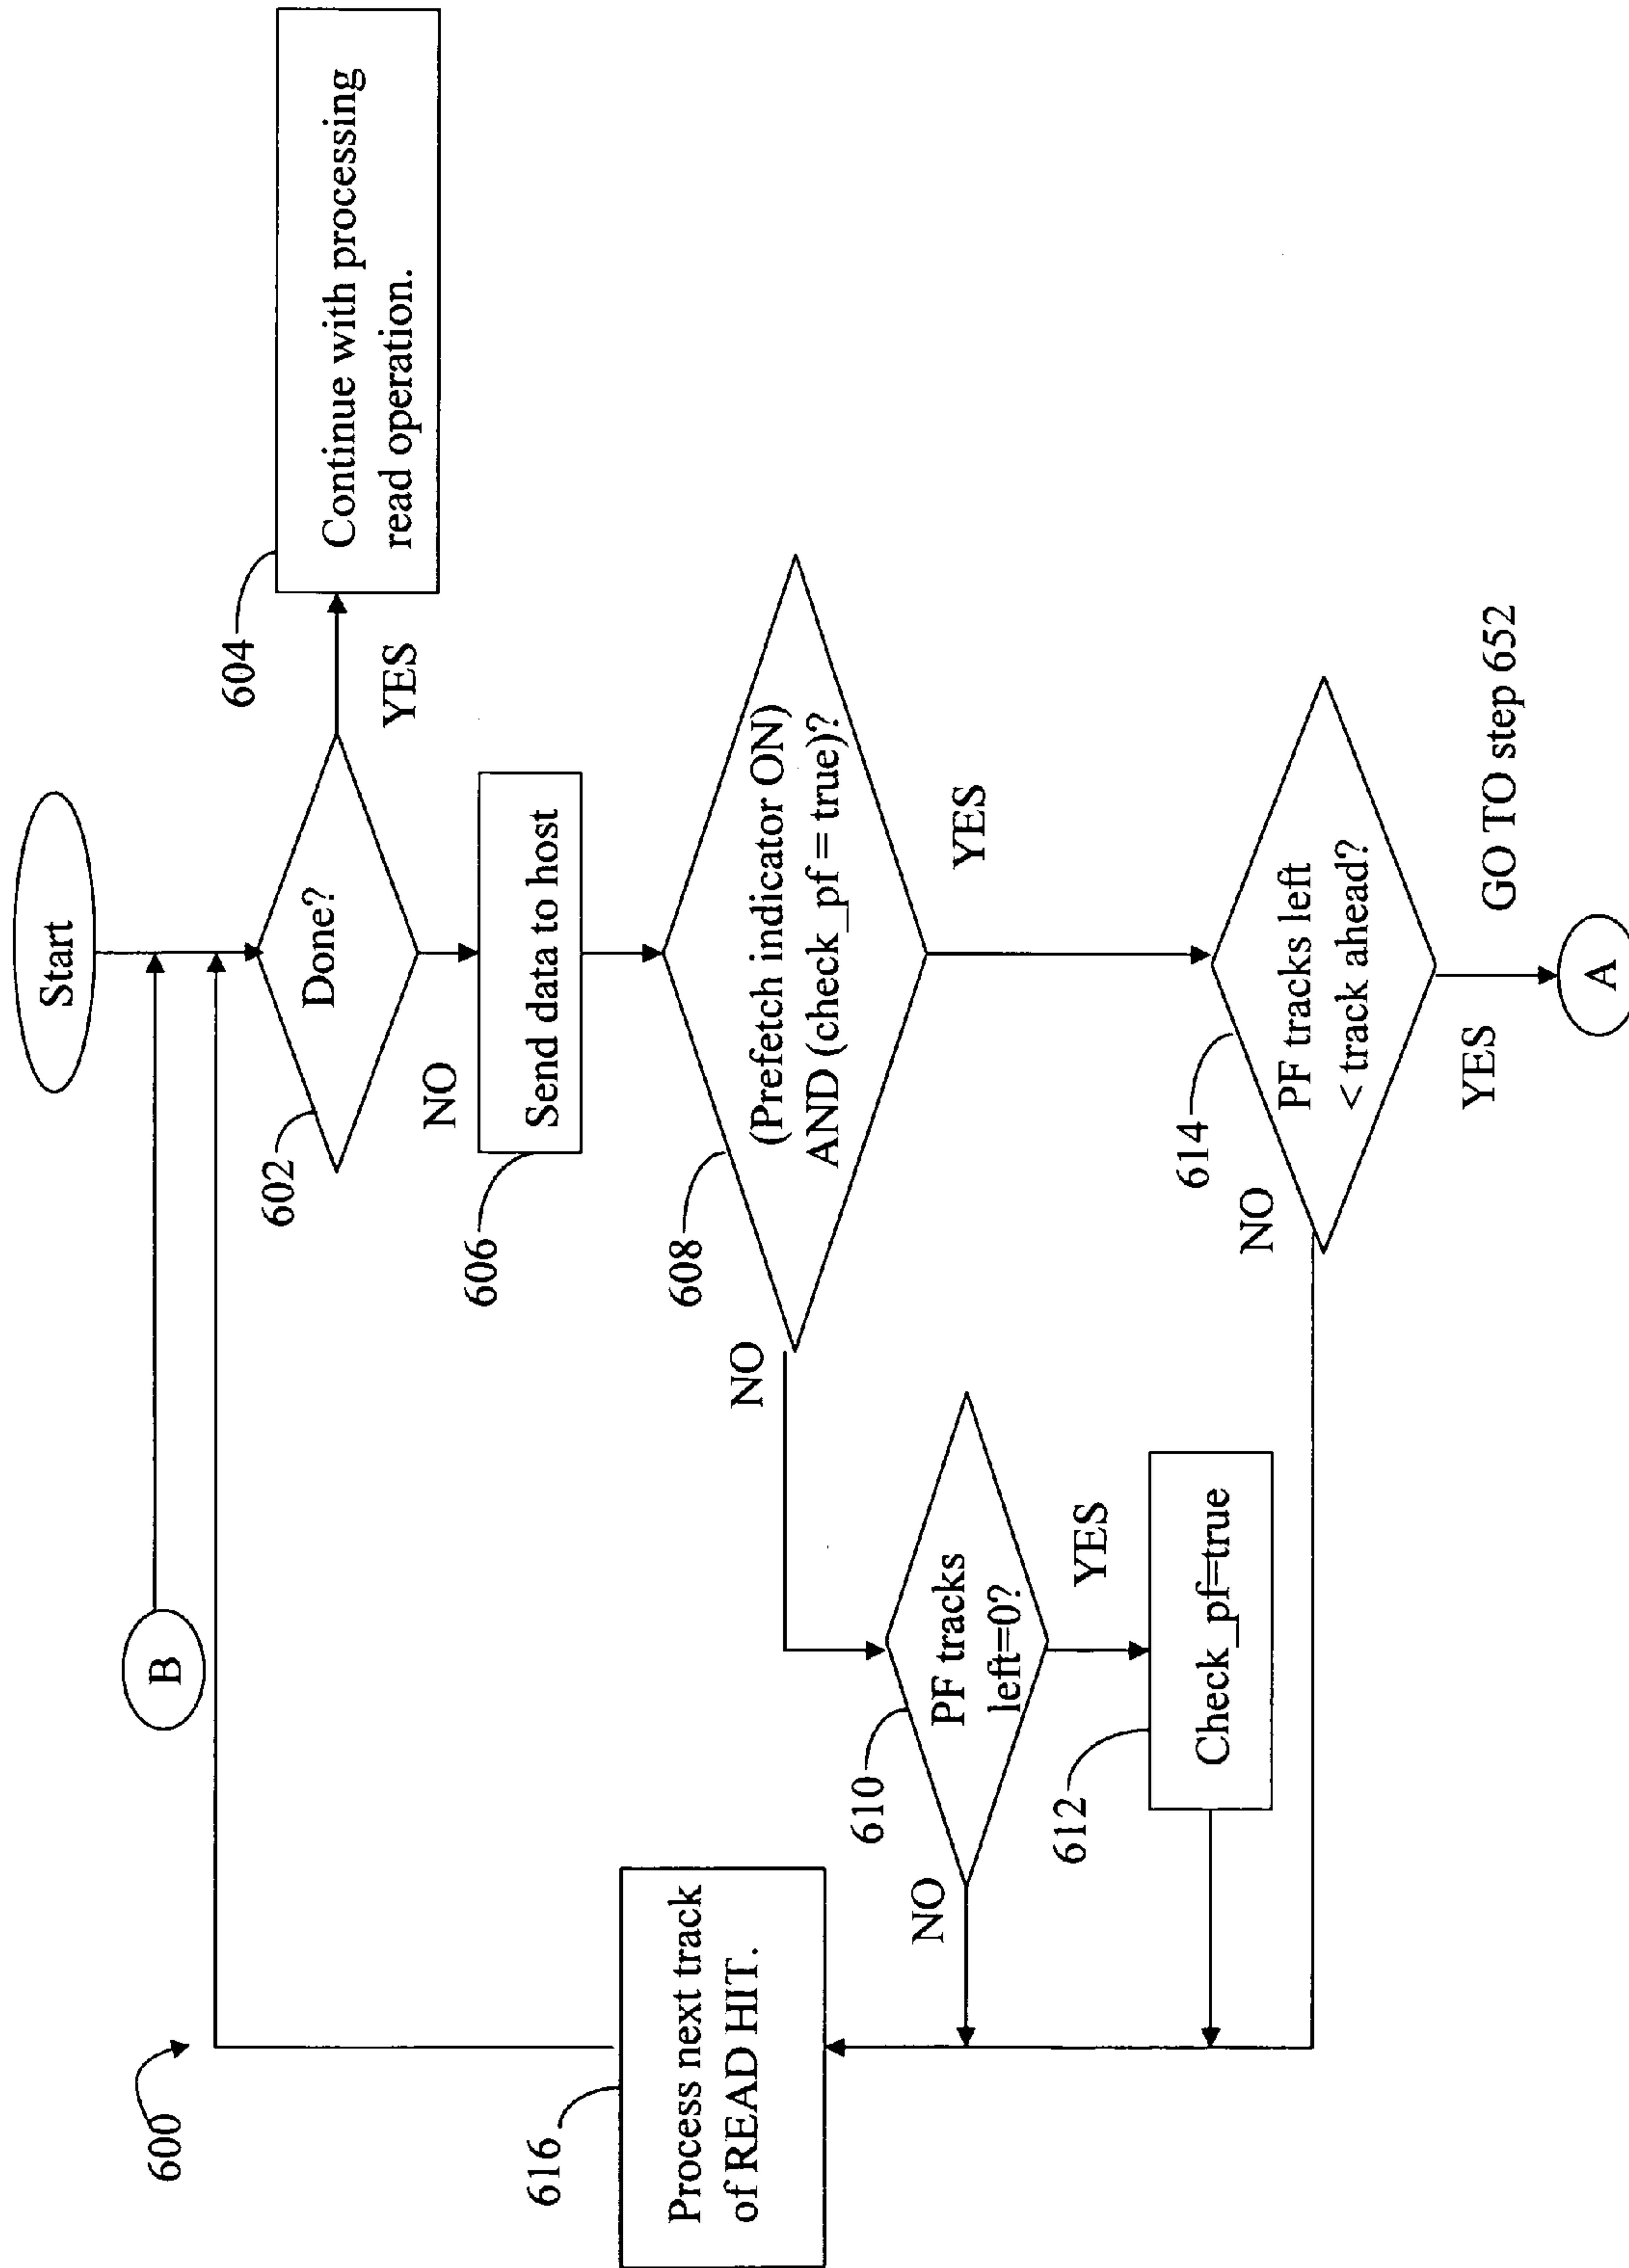 600
Start
B
602
Done?
YES
604
Continue with processing
read operation.
NO
606
Send data to host
608
(Prefetch indicator ON)
AND (check_pf = true)?
NO
YES
610
PF tracks
left=0?
NO
YES
612
Check_pf=true
614
PF tracks left
< track ahead?
NO
YES
GO TO step 652
A
616
Process next track
of READ HIT.